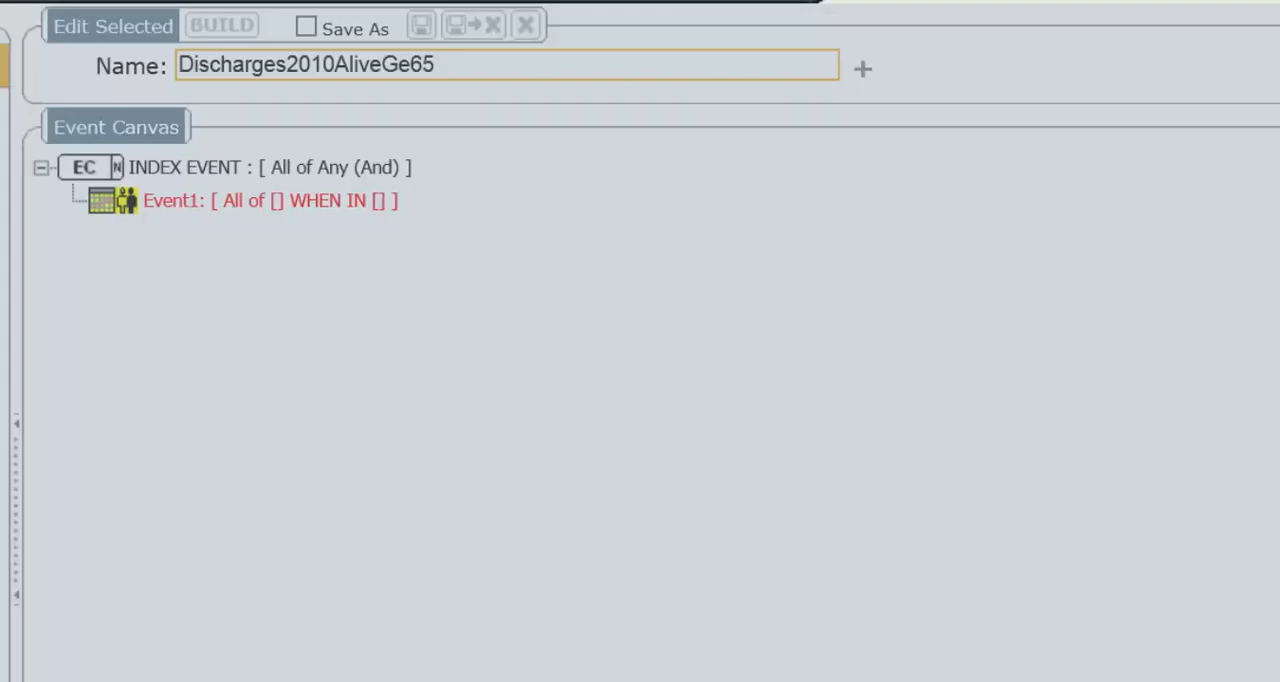 Edit Selected BUILD Save As
Name: Discharges2010AliveGe65 +
Event Canvas
EC N INDEX EVENT : [ All of Any (And) ]
Event1: [ All of [] WHEN IN [] ]